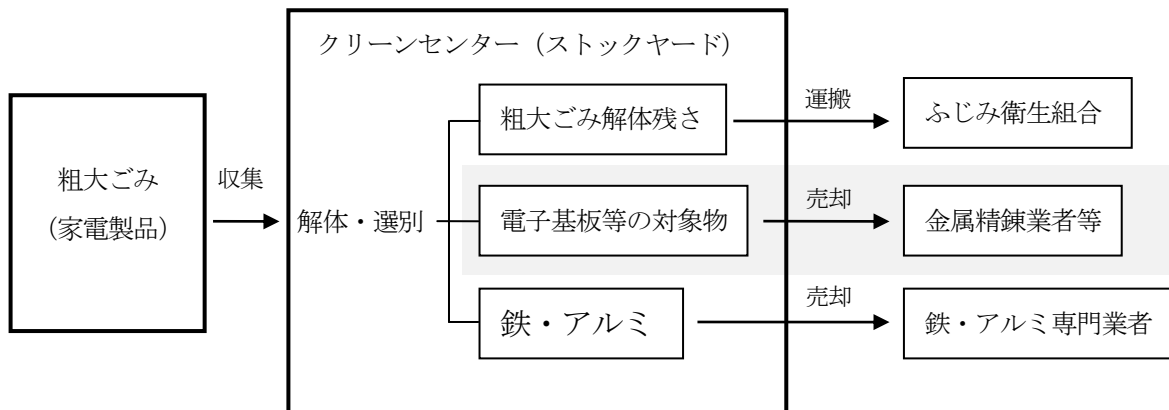 クリーンセンター（ストックヤード）
粗大ごみ
（家電製品）
収集
解体・選別
粗大ごみ解体残さ
運搬
ふじみ衛生組合
電子基板等の対象物
売却
金属精錬業者等
鉄・アルミ
売却
鉄・アルミ専門業者